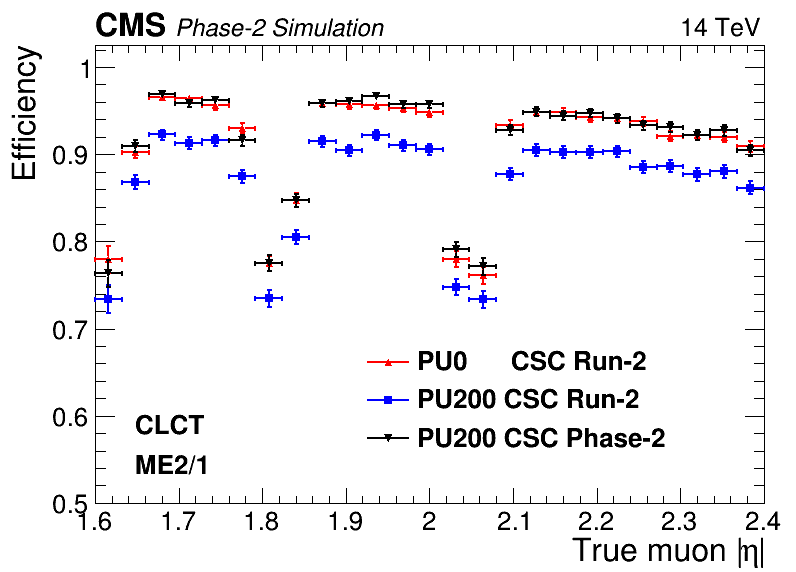 CMS Phase-2 Simulation 14 TeV
Efficiency
1
0.9
0.8
0.7
0.6
0.5
PU0 CSC Run-2
PU200 CSC Run-2
PU200 CSC Phase-2
CLCT
ME2/1
1.6 1.7 1.8 1.9 2 2.1 2.2 2.3 2.4
True muon |η|